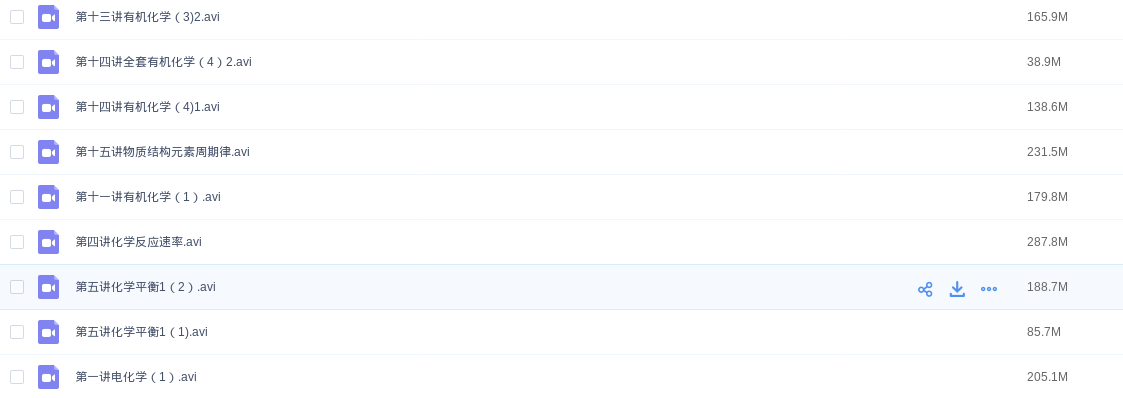 第十三讲有机化学（3)2.avi 165.9M
第十四讲全套有机化学（4）2.avi 38.9M
第十四讲有机化学（4)1.avi 138.6M
第十五讲物质结构元素周期律.avi 231.5M
第十一讲有机化学（1）.avi 179.8M
第四讲化学反应速率.avi 287.8M
第五讲化学平衡1（2）.avi 188.7M
第五讲化学平衡1（1).avi 85.7M
第一讲电化学（1）.avi 205.1M